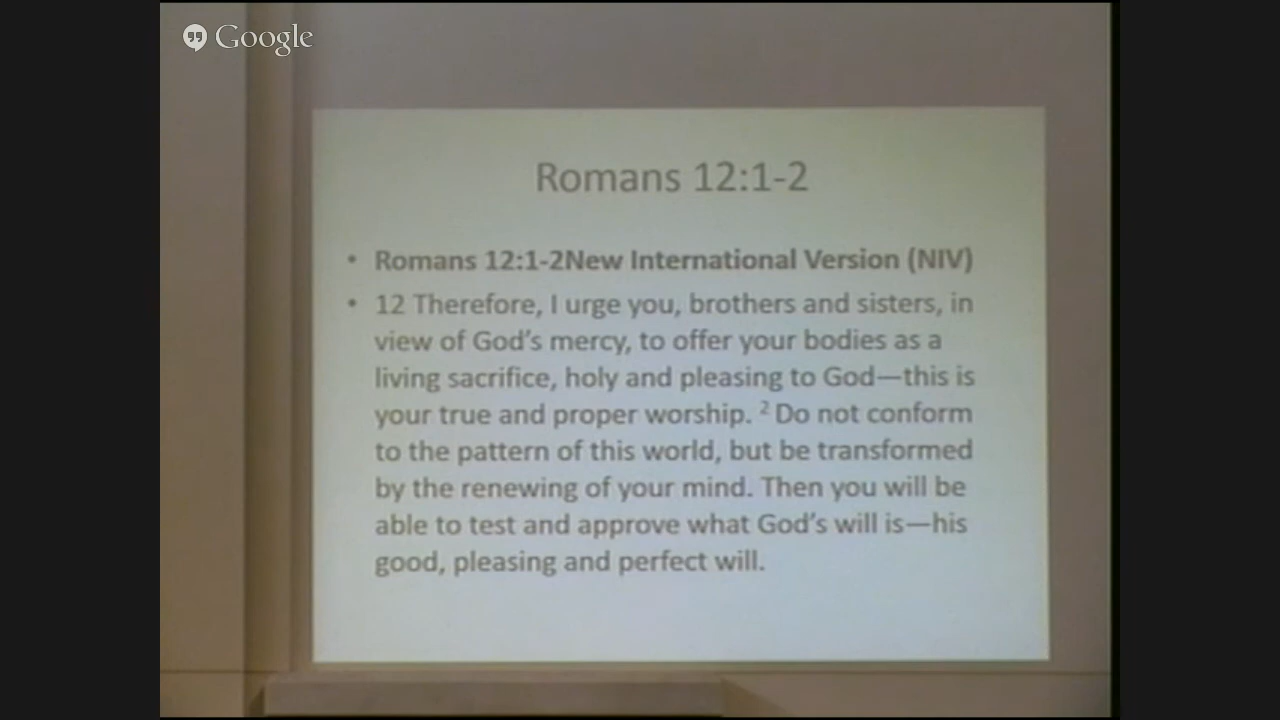 Google
Romans 12:1-2
• Romans 12:1-2New International Version (NIV)
• 12 Therefore, I urge you, brothers and sisters, in
view of God's mercy, to offer your bodies as a
living sacrifice, holy and pleasing to God—this is
your true and proper worship. ² Do not conform
to the pattern of this world, but be transformed
by the renewing of your mind. Then you will be
able to test and approve what God's will is—his
good, pleasing and perfect will.